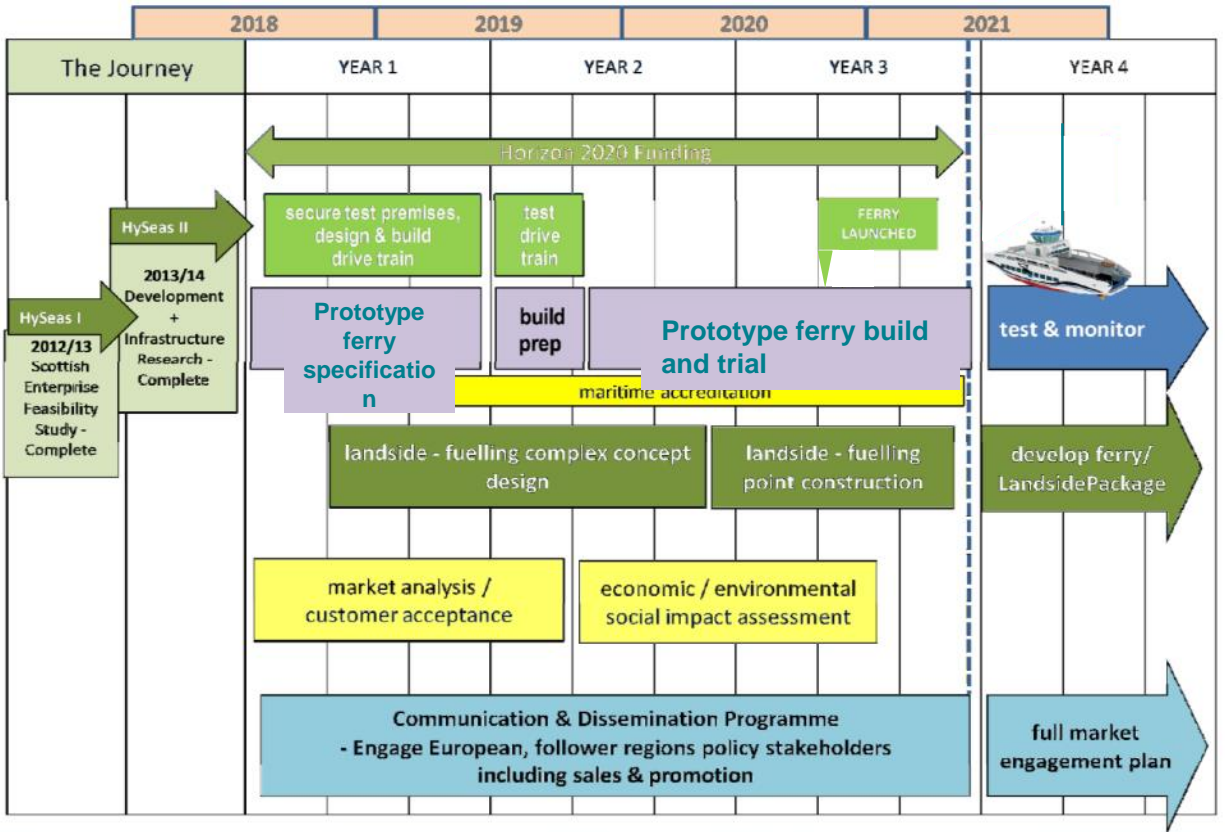 2018
2019
2020
2021
The Journey
YEAR 1
YEAR 2
YEAR 3
YEAR 4
Horizon 2020 Funding
HySeas II
2013/14
Development
+
Infrastructure
Research -
Complete
HySeas I
2012/13
Scottish
Enterprise
Feasibility
Study -
Complete
secure test premises,
design & build
drive train
test
drive
train
FERRY
LAUNCHED
Prototype
ferry
specificatio
n
build
prep
Prototype ferry build
and trial
test & monitor
maritime accreditation
landside - fuelling complex concept
design
landside - fuelling
point construction
develop ferry/
LandsidePackage
market analysis /
customer acceptance
economic / environmental
social impact assessment
Communication & Dissemination Programme
- Engage European, follower regions policy stakeholders
including sales & promotion
full market
engagement plan